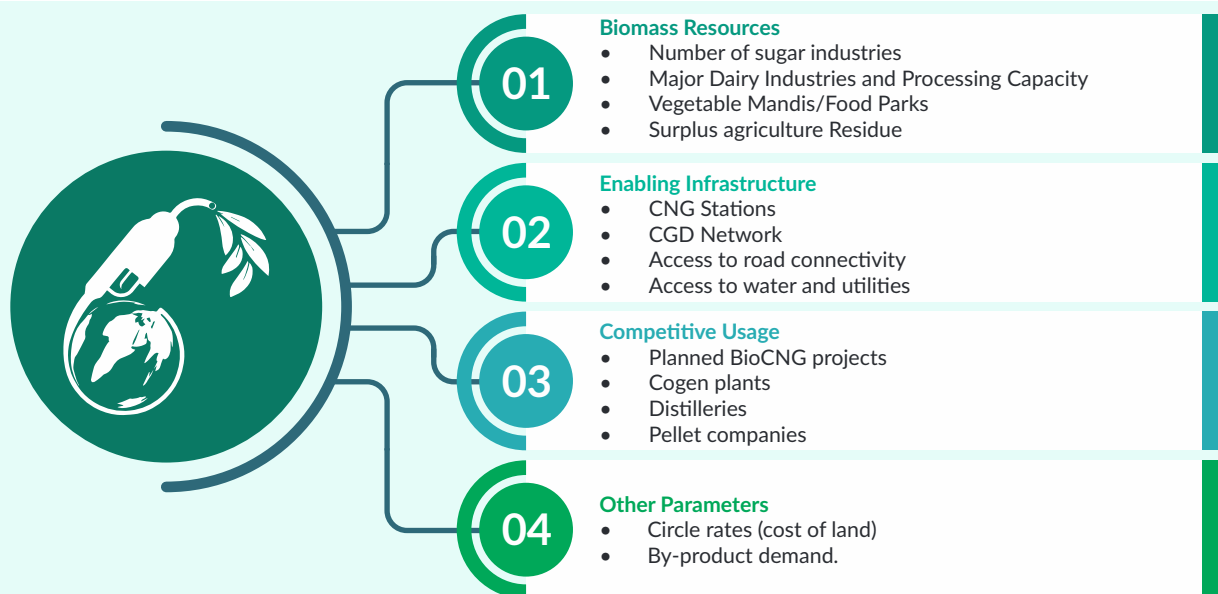 01
Biomass Resources
• Number of sugar industries
• Major Dairy Industries and Processing Capacity
• Vegetable Mandis/Food Parks
• Surplus agriculture Residue
02
Enabling Infrastructure
• CNG Stations
• CGD Network
• Access to road connectivity
• Access to water and utilities
03
Competitive Usage
• Planned BioCNG projects
• Cogen plants
• Distilleries
• Pellet companies
04
Other Parameters
• Circle rates (cost of land)
• By-product demand.